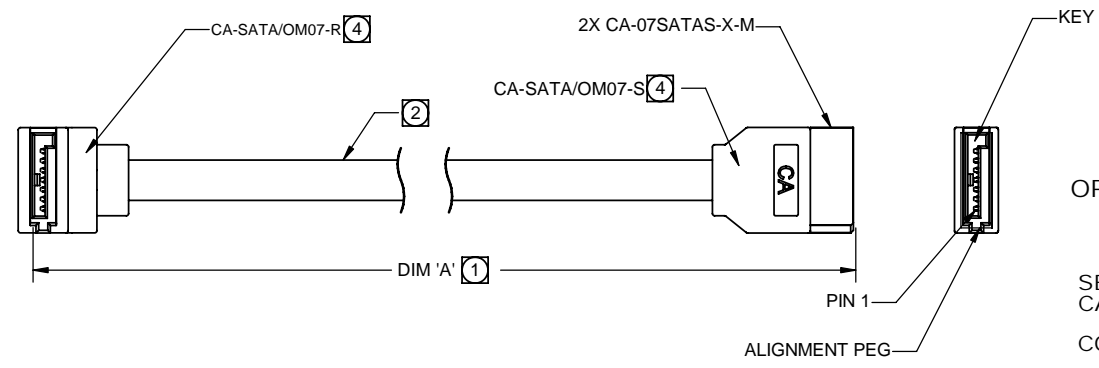 CA-SATA/OM07-R 4
2X CA-07SATAS-X-M
KEY
CA-SATA/OM07-S 4
2
CA
DIM 'A' 1
PIN 1
ALIGNMENT PEG
OP
SE
CA
CO